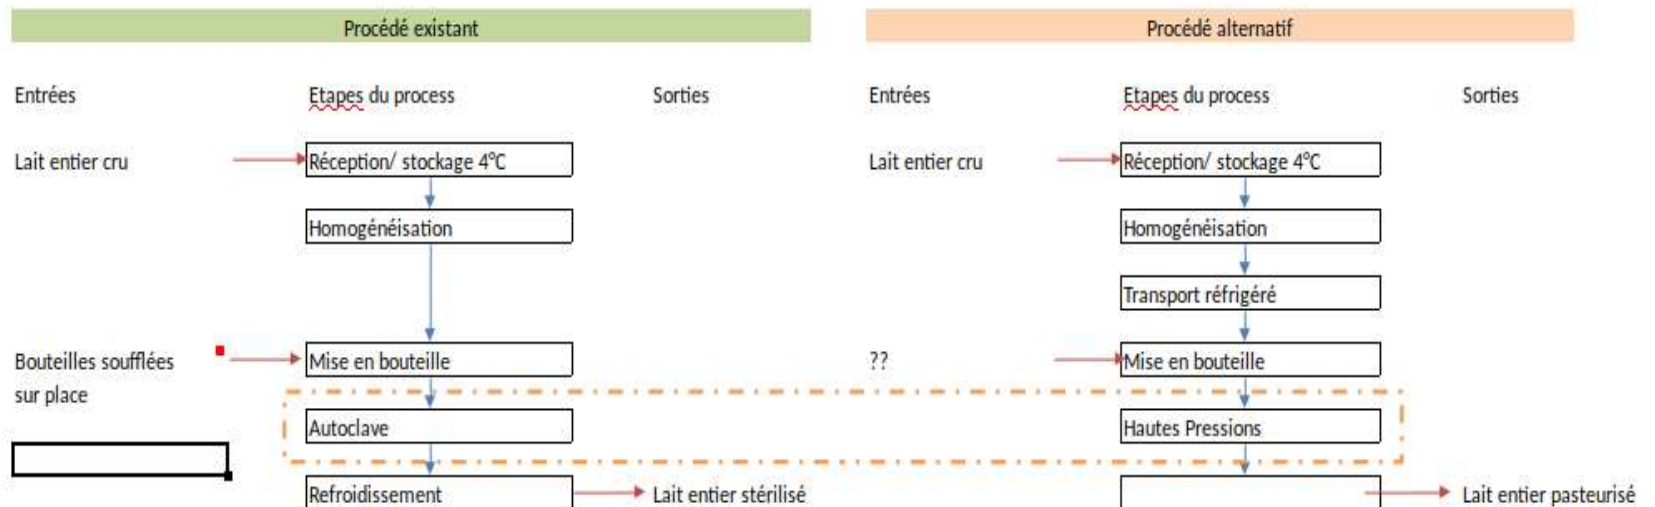 Procédé existant
Procédé alternatif
Entrées
Etapes du process
Sorties
Entrées
Etapes du process
Sorties
Lait entier cru
Réception/ stockage 4°C
Lait entier cru
Réception/ stockage 4°C
Homogénéisation
Homogénéisation
Transport réfrigéré
Bouteilles soufflées
sur place
Mise en bouteille
??
Mise en bouteille
Autoclave
Hautes Pressions
Refroidissement
Lait entier stérilisé
Lait entier pasteurisé